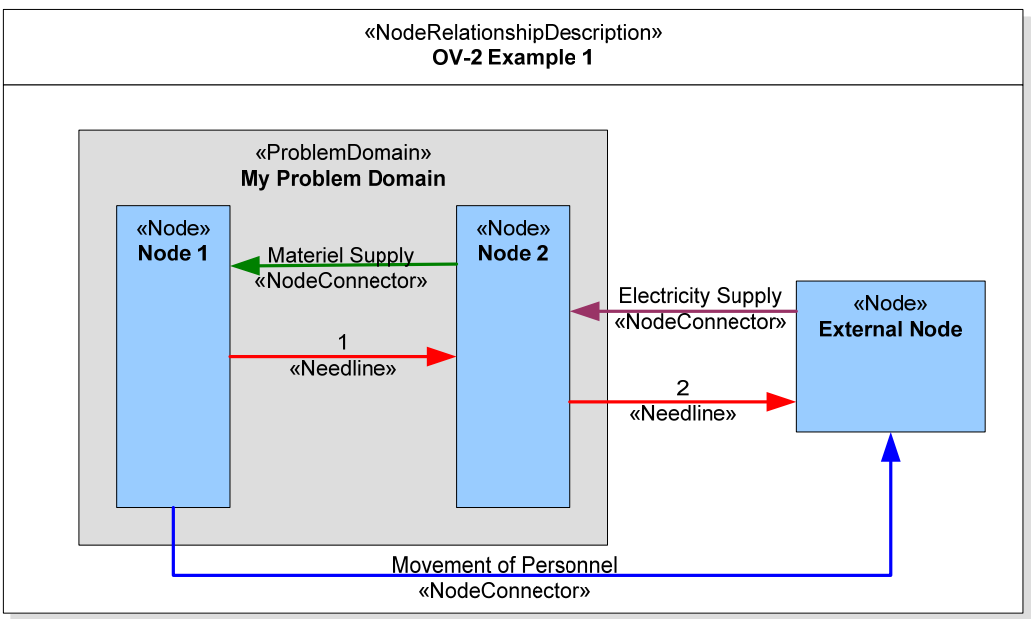 «NodeRelationshipDescription»
OV-2 Example 1
«ProblemDomain»
My Problem Domain
«Node»
Node 1
Materiel Supply
«NodeConnector»
1
«Needline»
«Node»
Node 2
Electricity Supply
«NodeConnector»
2
«Needline»
«Node»
External Node
Movement of Personnel
«NodeConnector»